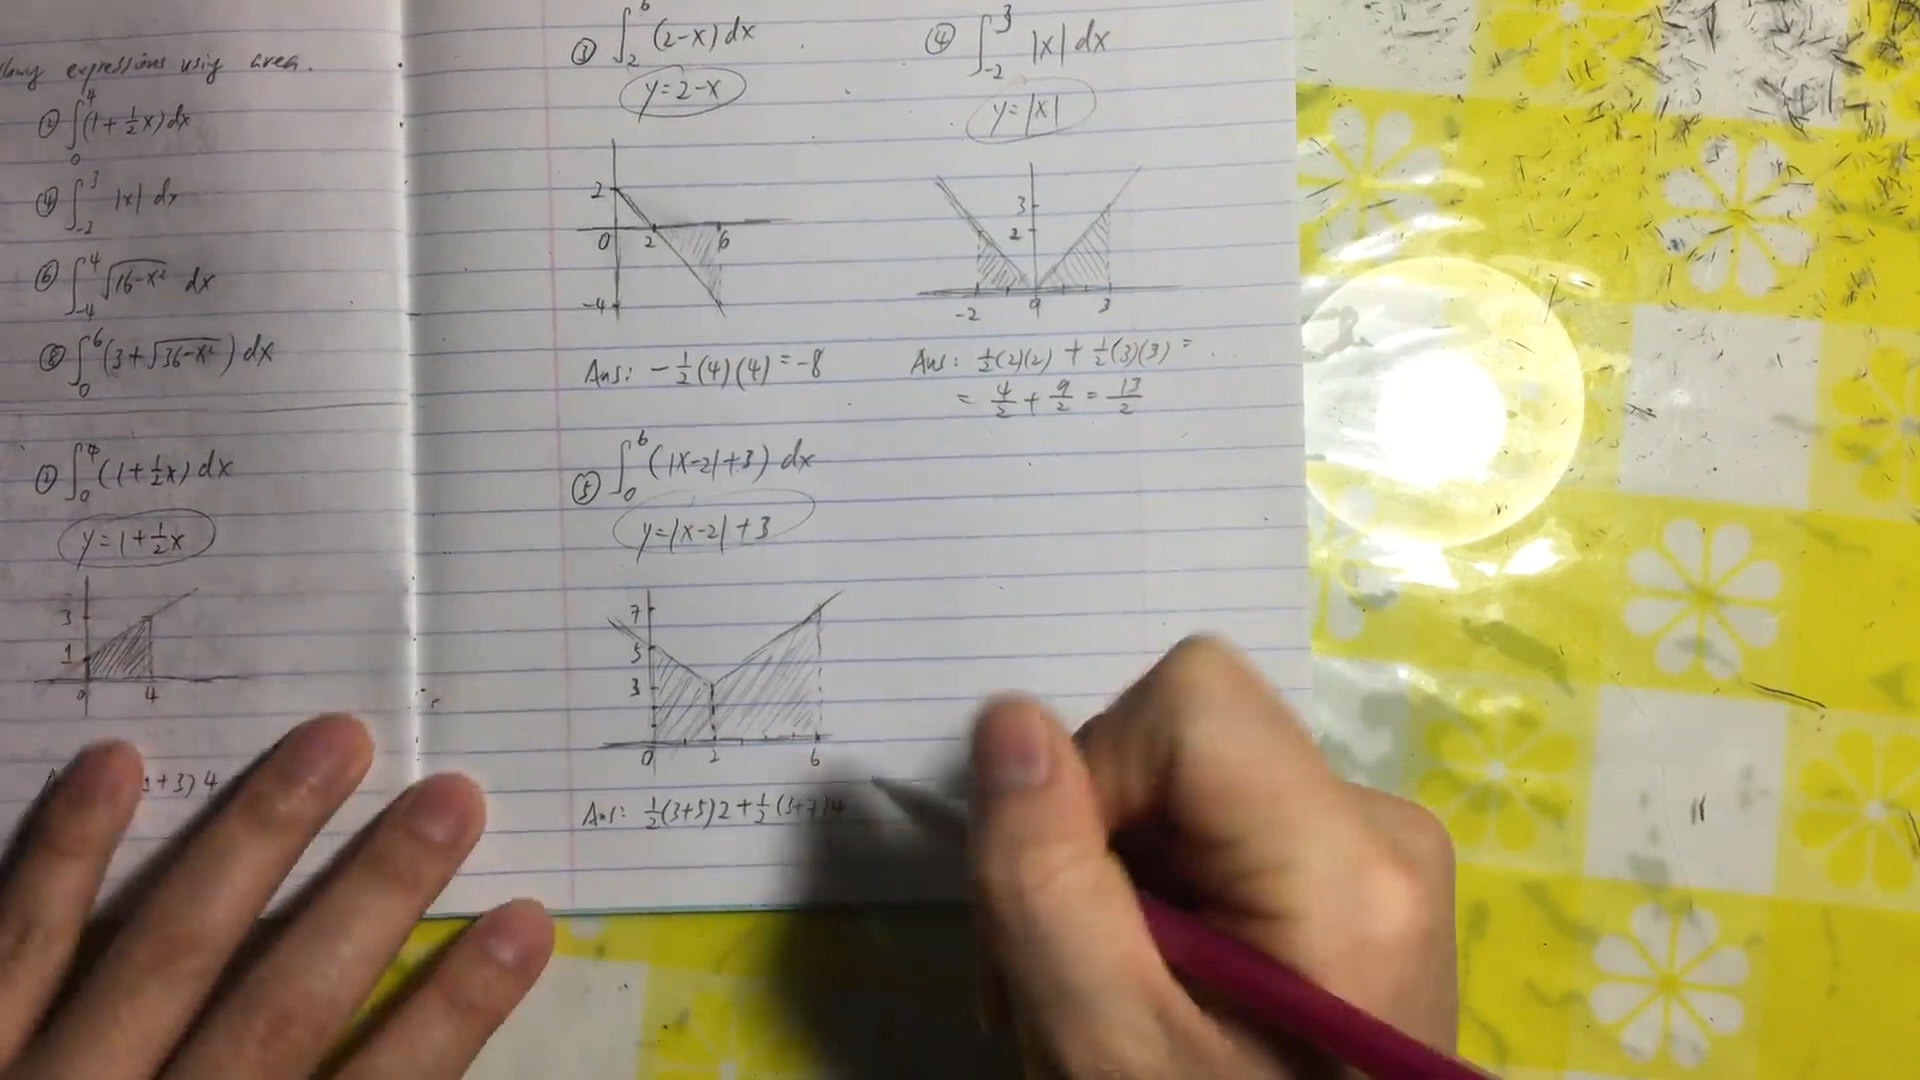 expressions using area.
② ∫₀⁴ (1+½x) dx
④ ∫₋₂³ |x| dx
⑥ ∫₋₄⁴ √(16-x²) dx
⑧ ∫₀⁶ (3+√(36-x²)) dx
② ∫₀⁴ (1+½x) dx
y=1+½x
3
1
0 4
+3)4
③ ∫₂⁶ (2-x) dx
y=2-x
2
0 2 6
-4
Ans: -½(4)(4)=-8
④ ∫₋₂³ |x| dx
y=|x|
3
2
-2 0 3
Ans: ½(2)(2) + ½(3)(3) =
= 4/2 + 9/2 = 13/2
⑤ ∫₀⁶ (|x-2|+3) dx
y=|x-2|+3
7
5
3
0 2 6
Ans: ½(3+5)2+½(3+7)4